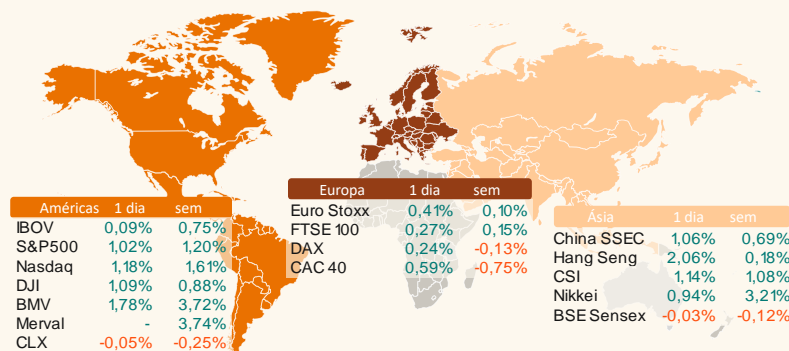 Américas 1 dia sem
IBOV 0,09% 0,75%
S&P500 1,02% 1,20%
Nasdaq 1,18% 1,61%
DJI 1,09% 0,88%
BMV 1,78% 3,72%
Merval - 3,74%
CLX -0,05% -0,25%
Europa 1 dia sem
Euro Stoxx 0,41% 0,10%
FTSE 100 0,27% 0,15%
DAX 0,24% -0,13%
CAC 40 0,59% -0,75%
Ásia 1 dia sem
China SSEC 1,06% 0,69%
Hang Seng 2,06% 0,18%
CSI 1,14% 1,08%
Nikkei 0,94% 3,21%
BSE Sensex -0,03% -0,12%